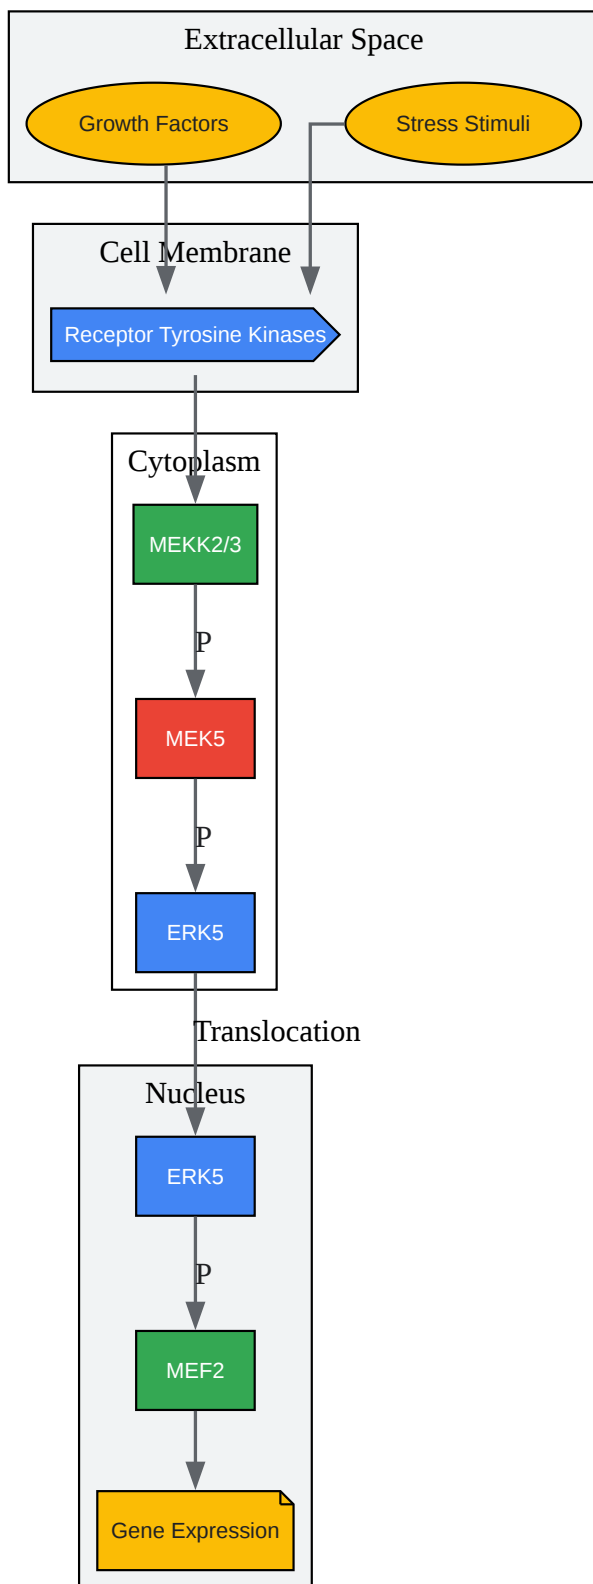 Extracellular Space
Growth Factors
Stress Stimuli
Cell Membrane
Receptor Tyrosine Kinases
Cytoplasm
MEKK2/3
P
MEK5
P
ERK5
Translocation
Nucleus
ERK5
P
MEF2
Gene Expression